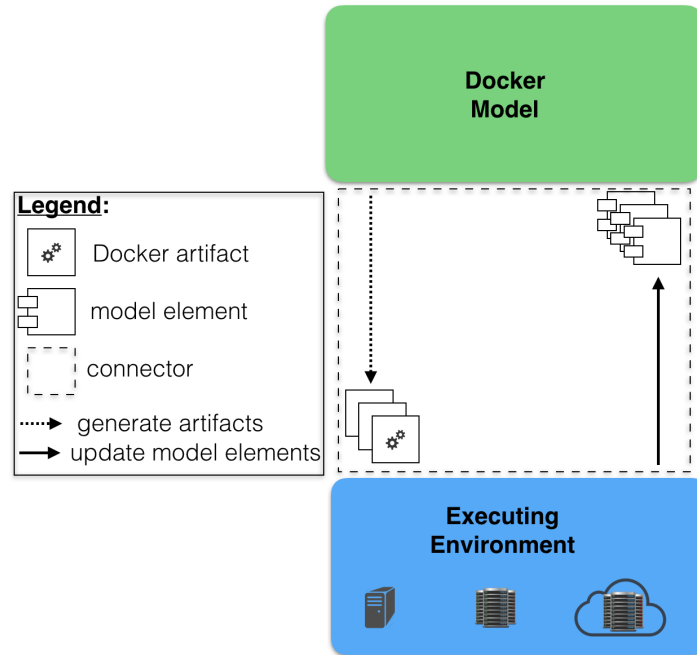 Docker
Model
Legend:
Docker artifact
model element
connector
generate artifacts
update model elements
Executing
Environment